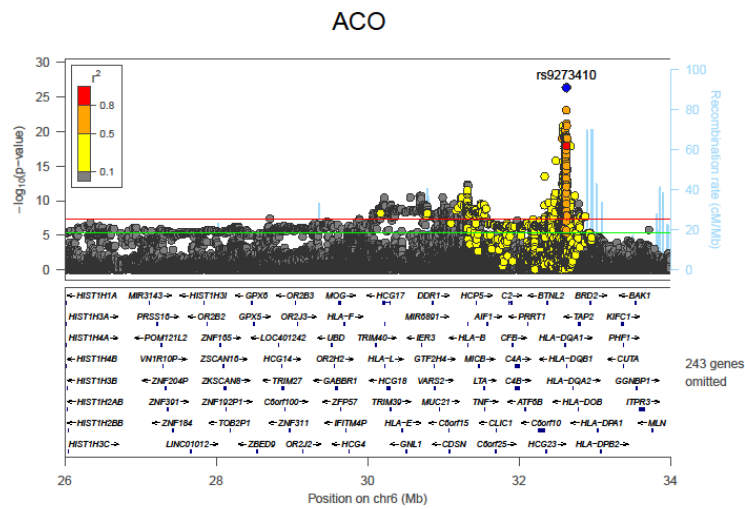 ACO
rs9273410
r²
0.8
0.5
0.1
−log₁₀(p−value)
30
25
20
15
10
5
0
100
80
60
40
20
0
Recombination rate (cM/Mb)
←HIST1H1A MIR3143→ ←HIST1H3I ←GPX6 ←OR2B3 MOG→ ←HCG17 DDR1→ HCP5→ C2→ ←BTNL2 BRD2→ ←BAK1
←HIST1H3A PRSS16→ ←OR2B2 GPX5→ ←OR2J3→ HLA−F→ MIR6891→ AIF1→ ←PRRT1 ←TAP2 KIFC1→
←HIST1H4A→ ←POM121L2 ZNF165→ ←LOC401242 ←UBD TRIM40→ ←IER3 ←HLA−B CFB→ ←HLA−DQA1→ PHF1→
←HIST1H4B VN1R10P→ ZSCAN16→ HCG14→ OR2H2→ HLA−L→ GTF2H4→ MICB→ C4A→ ←HLA−DQB1 ←CUTA
←HIST1H3B ←ZNF204P ZKSCAN8→ ←TRIM27 ←GABBR1 ←HCG18 VARS2→ LTA→ C4B→ ←HLA−DQA2→ GGNBP1→
←HIST1H2AB ZNF391→ ZNF192P1→ C6orf100→ ←ZFP57 TRIM39→ MUC21→ TNF→ ←ATF6B ←HLA−DOB ITPR3→
←HIST1H2BB ←ZNF184 ←TOB2P1 ←ZNF311 ←IFITM4P HLA−E→ ←C6orf15 ←CLIC1 ←C6orf10 ←HLA−DPA1 ←MLN
HIST1H3C→ LINC01012→ ←ZBED9 ←OR2J2→ ←HCG4 ←GNL1 ←CDSN C6orf25→ HCG23→ ←HLA−DPB2→
243 genes
omitted
26 28 30 32 34
Position on chr6 (Mb)